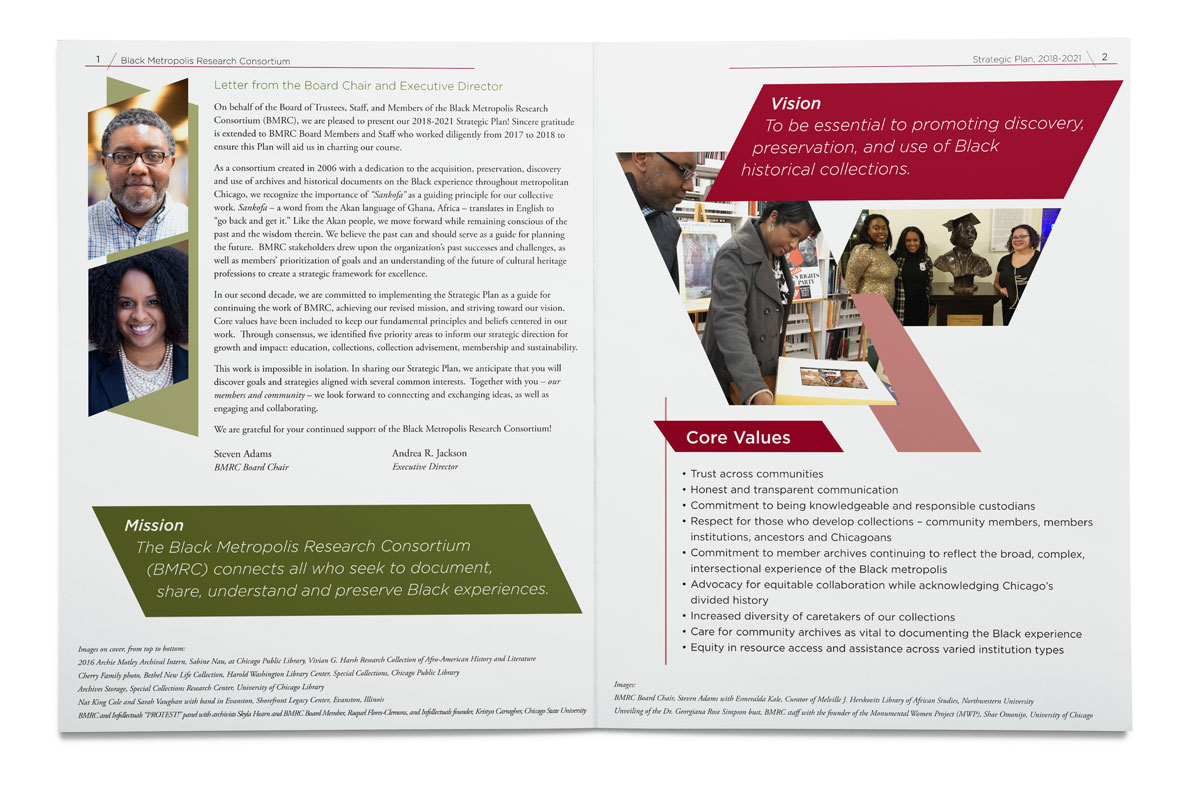 1 / Black Metropolis Research Consortium
Letter from the Board Chair and Executive Director
On behalf of the Board of Trustees, Staff, and Members of the Black Metropolis Research
Consortium (BMRC), we are pleased to present our 2018-2021 Strategic Plan! Sincere gratitude
is extended to BMRC Board Members and Staff who worked diligently from 2017 to 2018 to
ensure this Plan will aid us in charting our course.
As a consortium created in 2006 with a dedication to the acquisition, preservation, discovery
and use of archives and historical documents on the Black experience throughout metropolitan
Chicago, we recognize the importance of “Sankofa” as a guiding principle for our collective
work. Sankofa – a word from the Akan language of Ghana, Africa – translates in English to
“go back and get it.” Like the Akan people, we move forward while remaining conscious of the
past and the wisdom therein. We believe the past can and should serve as a guide for planning
the future. BMRC stakeholders drew upon the organization’s past successes and challenges, as
well as members’ prioritization of goals and an understanding of the future of cultural heritage
professions to create a strategic framework for excellence.
In our second decade, we are committed to implementing the Strategic Plan as a guide for
continuing the work of BMRC, achieving our revised mission, and striving toward our vision.
Core values have been included to keep our fundamental principles and beliefs centered in our
work. Through consensus, we identified five priority areas to inform our strategic direction for
growth and impact: education, collections, collection advisement, membership and sustainability.
This work is impossible in isolation. In sharing our Strategic Plan, we anticipate that you will
discover goals and strategies aligned with several common interests. Together with you – our
members and community – we look forward to connecting and exchanging ideas, as well as
engaging and collaborating.
We are grateful for your continued support of the Black Metropolis Research Consortium!
Steven Adams
BMRC Board Chair
Andrea R. Jackson
Executive Director
Mission
The Black Metropolis Research Consortium
(BMRC) connects all who seek to document,
share, understand and preserve Black experiences.
Images on cover, from top to bottom:
2016 Archie Motley Archival Intern, Sabine Nau, at Chicago Public Library, Vivian G. Harsh Research Collection of Afro-American History and Literature
Cherry Family photo, Bethel New Life Collection, Harold Washington Library Center, Special Collections, Chicago Public Library
Archives Storage, Special Collections Research Center, University of Chicago Library
Nat King Cole and Sarah Vaughan with band in Evanston, Shorefront Legacy Center, Evanston, Illinois
BMRC and Infollectuals "PROTEST!" panel with archivists Skyla Hearn and BMRC Board Member, Raquel Flores-Clemons, and Infollectuals founder, Kristyn Carragher, Chicago State University
Strategic Plan, 2018-2021 \ 2
Vision
To be essential to promoting discovery,
preservation, and use of Black
historical collections.
Core Values
• Trust across communities
• Honest and transparent communication
• Commitment to being knowledgeable and responsible custodians
• Respect for those who develop collections – community members, members
institutions, ancestors and Chicagoans
• Commitment to member archives continuing to reflect the broad, complex,
intersectional experience of the Black metropolis
• Advocacy for equitable collaboration while acknowledging Chicago’s
divided history
• Increased diversity of caretakers of our collections
• Care for community archives as vital to documenting the Black experience
• Equity in resource access and assistance across varied institution types
Images:
BMRC Board Chair, Steven Adams with Esmeralda Kale, Curator of Melville J. Herskovits Library of African Studies, Northwestern University
Unveiling of the Dr. Georgiana Rose Simpson bust, BMRC staff with the founder of the Monumental Women Project (MWP), Shae Omonijo, University of Chicago